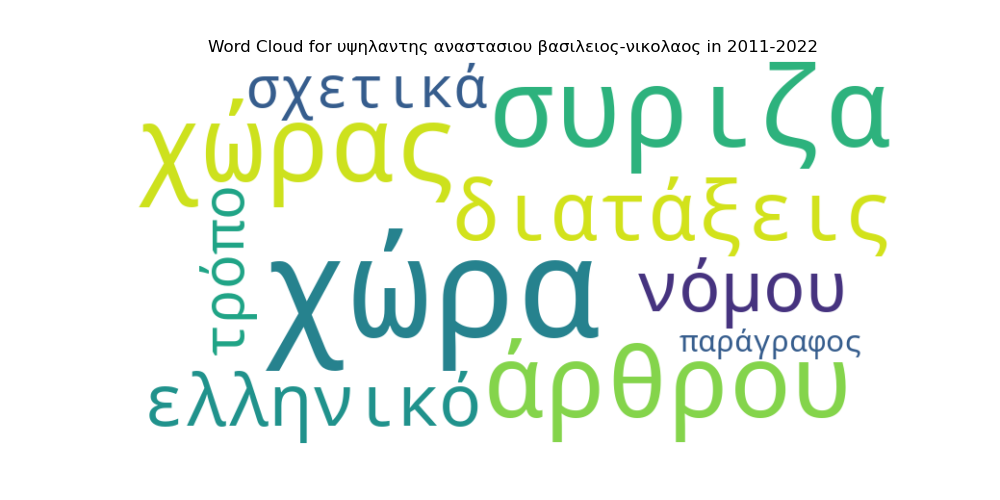 Word Cloud for υψηλαντης αναστασιου βασιλειος-νικολαος in 2011-2022
σχετικά
συριζα
χώρας
διατάξεις
τρόπο
χώρα
νόμου
παράγραφος
ελληνικό
άρθρου